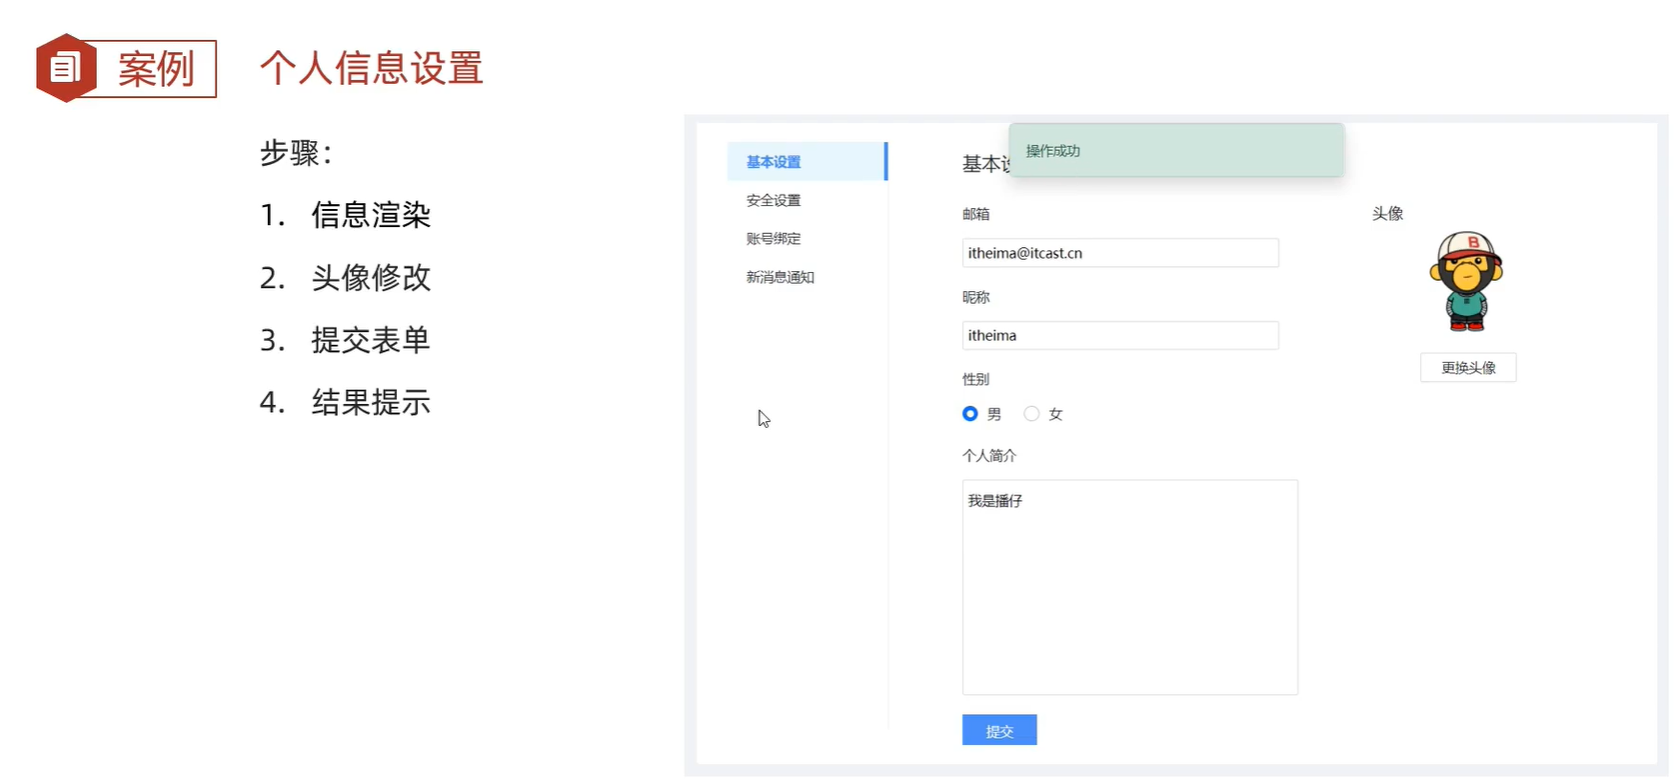 案例
个人信息设置
步骤：
1. 信息渲染
2. 头像修改
3. 提交表单
4. 结果提示
基本设置
安全设置
账号绑定
新消息通知
操作成功
基本设
邮箱
itheima@itcast.cn
昵称
itheima
性别
男 女
个人简介
我是播仔
提交
头像
B
更换头像